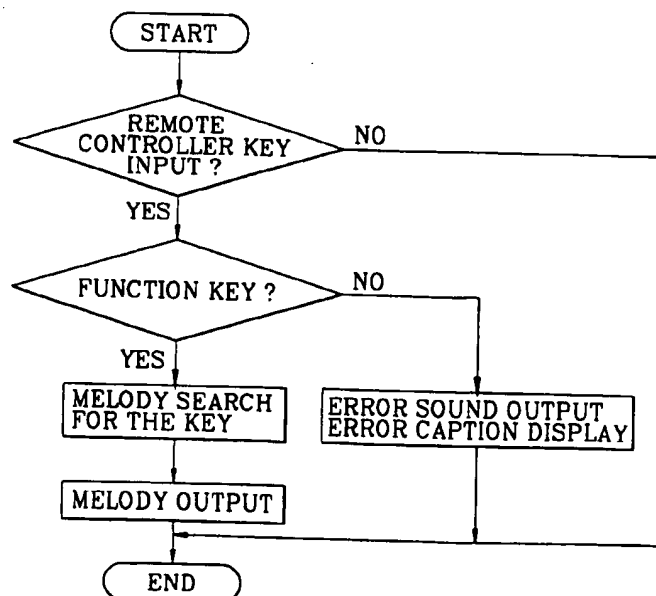 START
REMOTE
CONTROLLER KEY
INPUT ?
NO
YES
FUNCTION KEY ?
NO
YES
MELODY SEARCH
FOR THE KEY
ERROR SOUND OUTPUT
ERROR CAPTION DISPLAY
MELODY OUTPUT
END